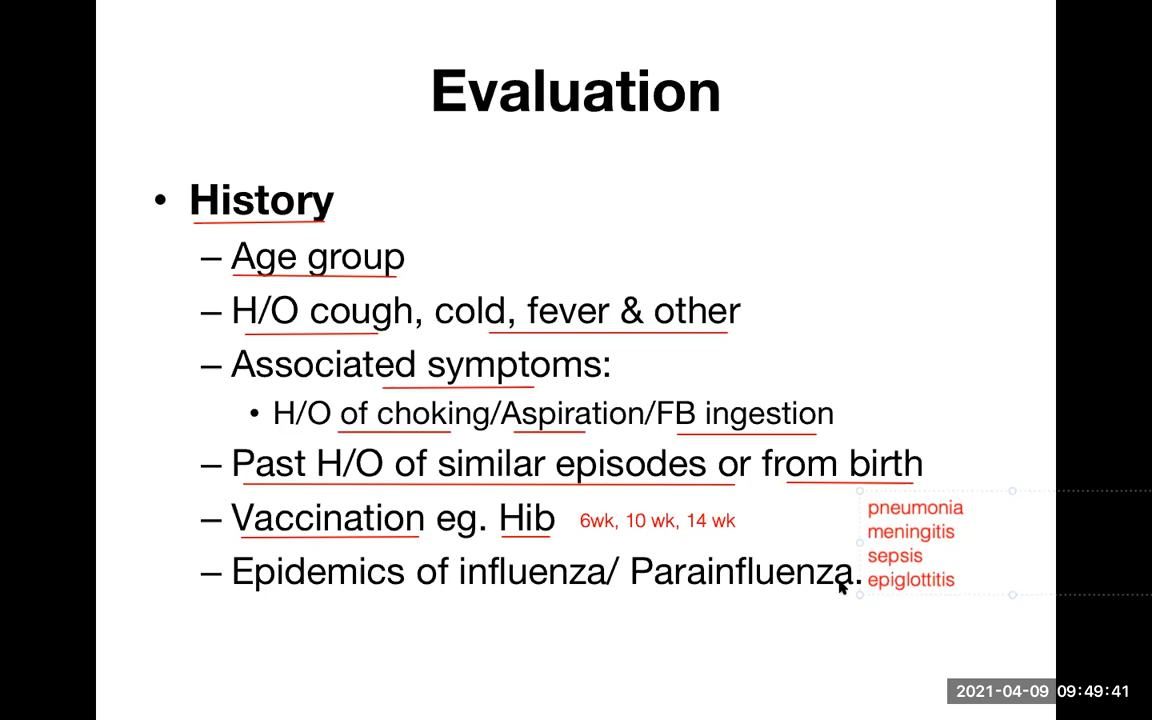 Evaluation
• History
– Age group
– H/O cough, cold, fever & other
– Associated symptoms:
• H/O of choking/Aspiration/FB ingestion
– Past H/O of similar episodes or from birth
– Vaccination eg. Hib 6wk, 10 wk, 14 wk
– Epidemics of influenza/ Parainfluenza.
pneumonia
meningitis
sepsis
epiglottitis
2021-04-09 09:49:41